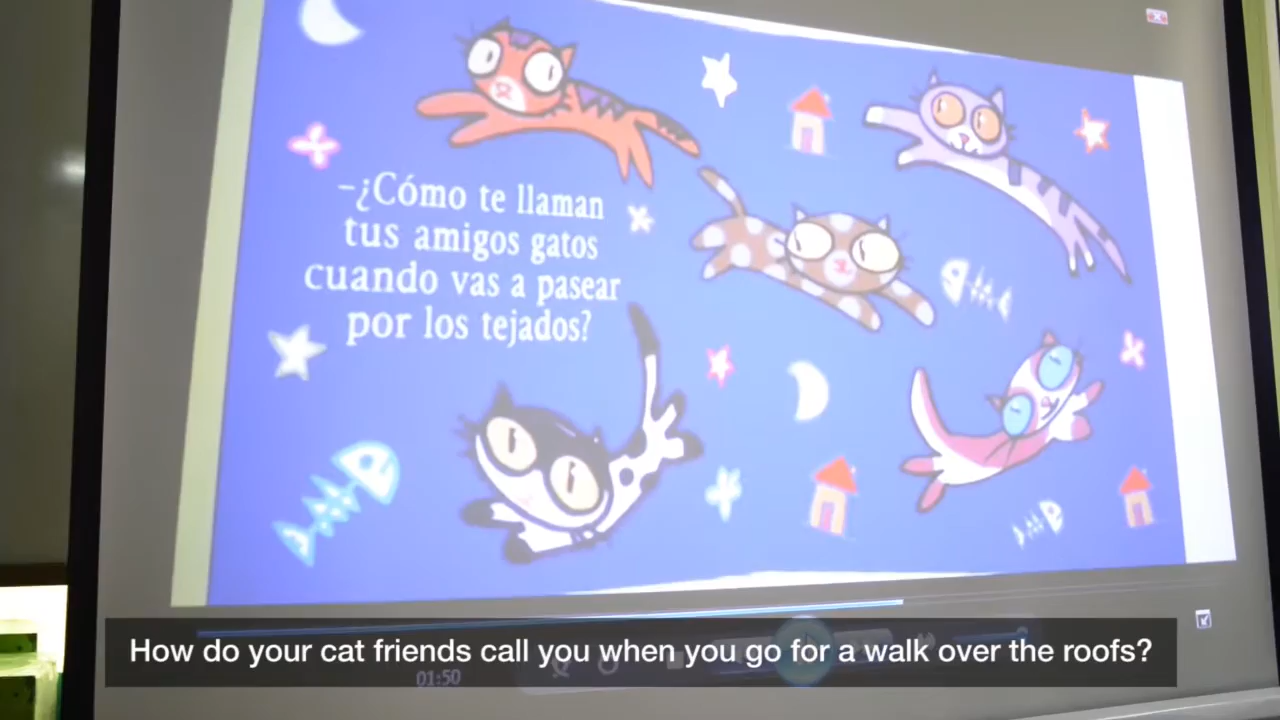 –¿Cómo te llaman
tus amigos gatos
cuando vas a pasear
por los tejados?
How do your cat friends call you when you go for a walk over the roofs?
01:50